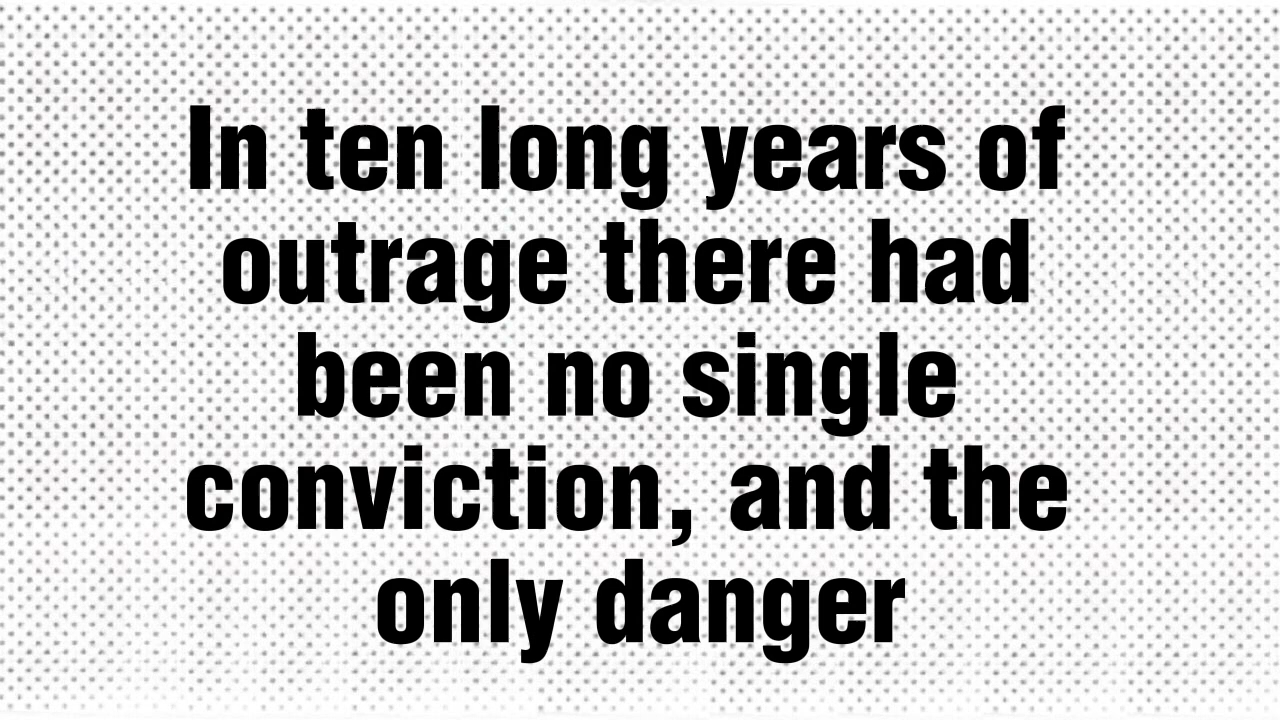 In ten long years of
outrage there had
been no single
conviction, and the
only danger